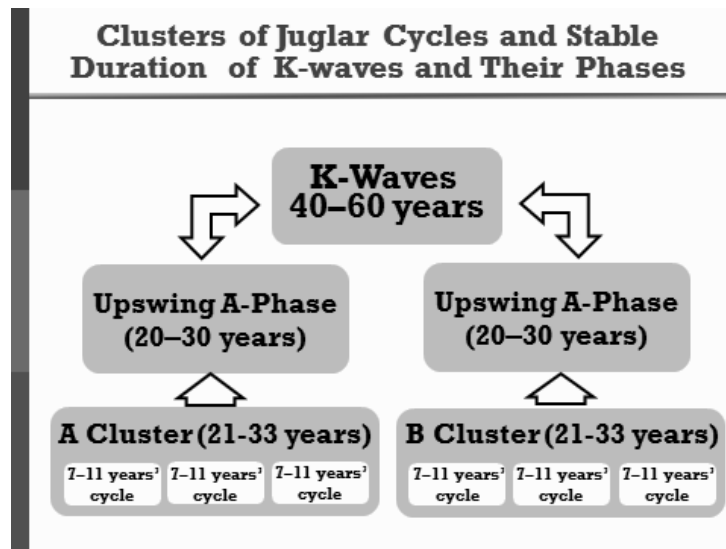 Clusters of Juglar Cycles and Stable
Duration of K-waves and Their Phases
K-Waves
40–60 years
Upswing A-Phase
(20–30 years)
Upswing A-Phase
(20–30 years)
A Cluster (21-33 years)
7–11 years’
cycle
7–11 years’
cycle
7–11 years’
cycle
B Cluster (21-33 years)
7–11 years’
cycle
7–11 years’
cycle
7–11 years’
cycle